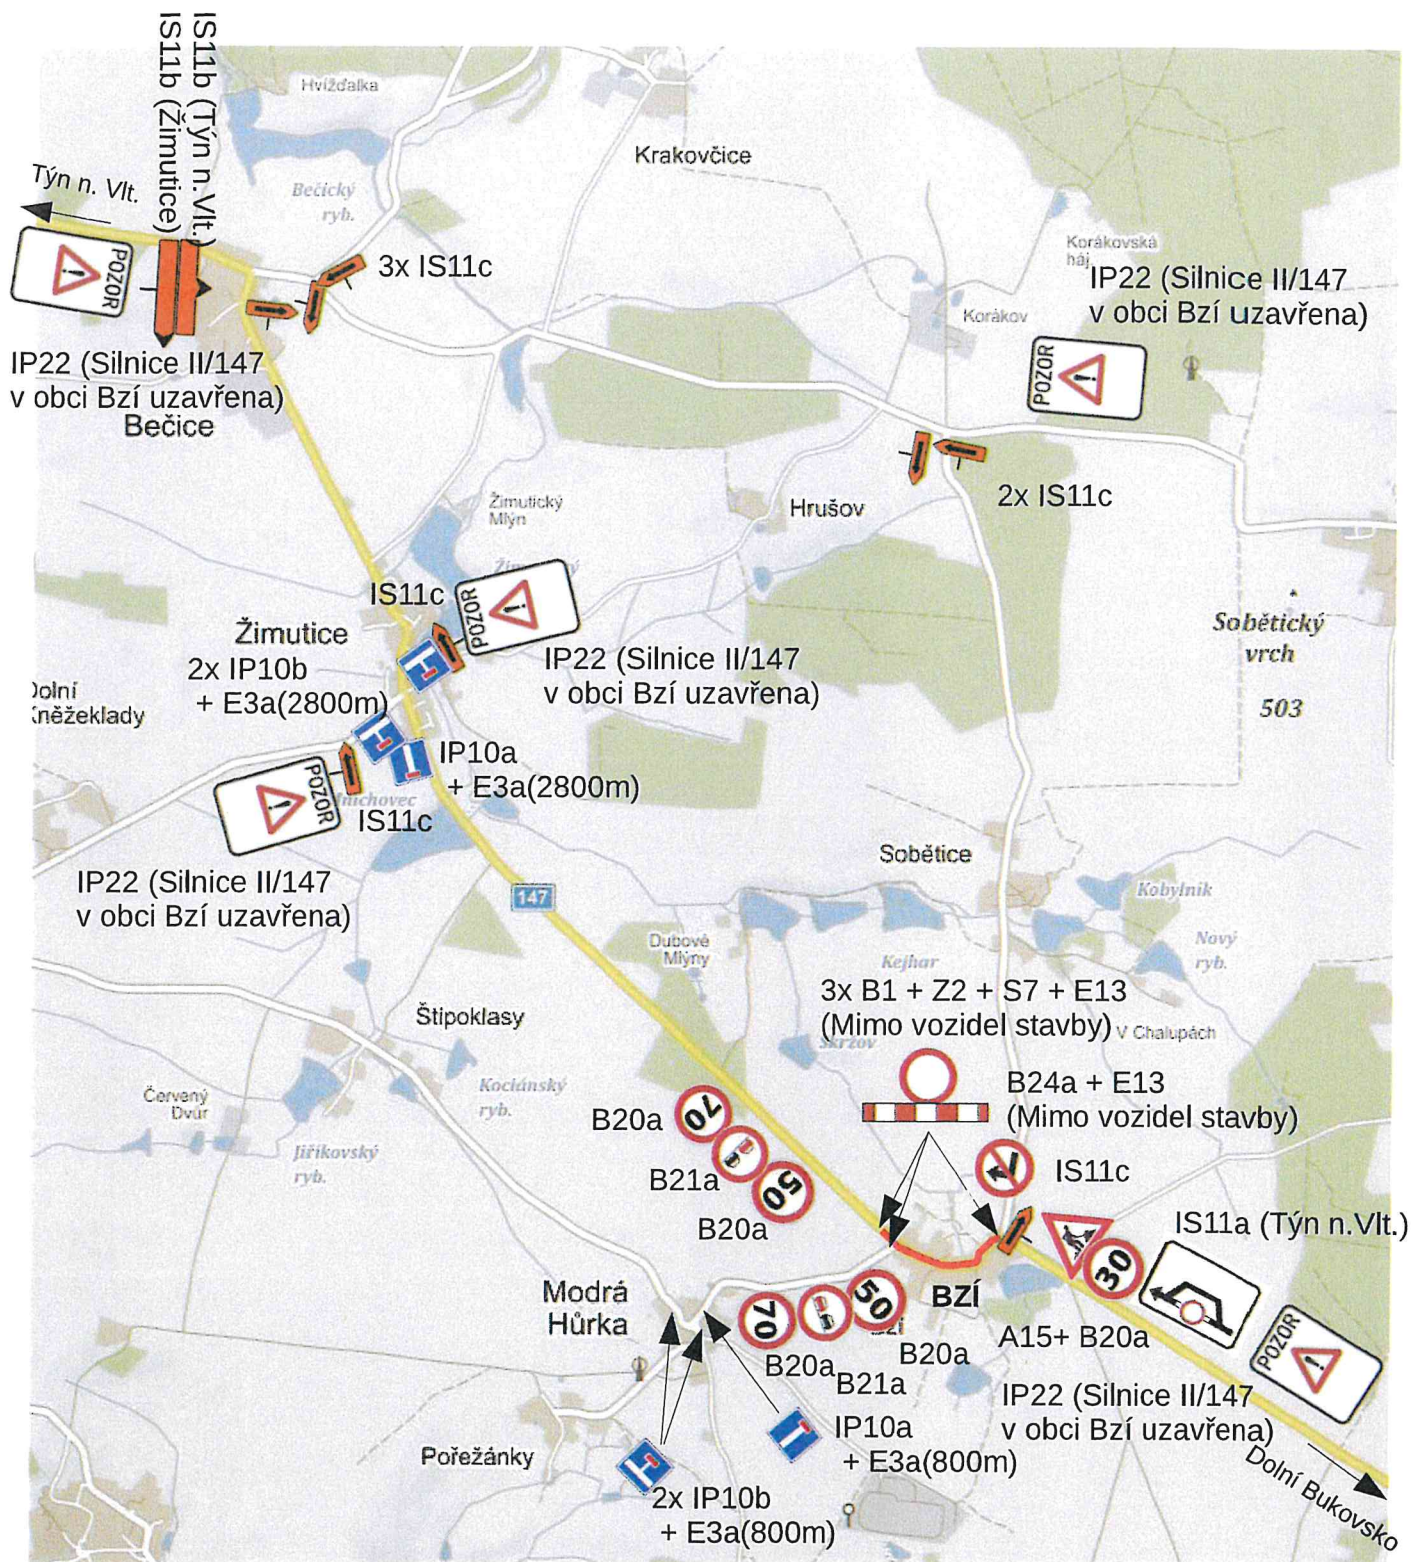 IS11b (Týn n. Vlt.)
IS11b (Žimutice)
Hvížďalka
Krakovčice
Týn n. Vlt.
Bečický
ryb.
Korákovská
háj.
3x IS11c
POZOR
IP22 (Silnice II/147
v obci Bzí uzavřena)
Korákov
POZOR
IP22 (Silnice II/147
v obci Bzí uzavřena)
Bečice
2x IS11c
Žimutický
Mlýn
Hrušov
IS11c
POZOR
Sobětický
vrch
503
Žimutice
2x IP10b
+ E3a(2800m)
IP22 (Silnice II/147
v obci Bzí uzavřena)
Dolní
Kněžeklady
IP10a
+ E3a(2800m)
POZOR
IS11c
IP22 (Silnice II/147
v obci Bzí uzavřena)
147
Sobětice
Kobylník
Dubové
Mlýny
Kejhar
Nový
ryb.
3x B1 + Z2 + S7 + E13
(Mimo vozidel stavby)
V Chalupách
Skržov
Štipoklasy
Kociánský
ryb.
Červený
Dvůr
Jiříkovský
ryb.
B24a + E13
(Mimo vozidel stavby)
B20a
70
B21a
50
B20a
IS11c
IS11a (Týn n.Vlt.)
30
Modrá
Hůrka
BZÍ
70
50
B20a
B21a
B20a
A15+ B20a
POZOR
IP22 (Silnice II/147
v obci Bzí uzavřena)
IP10a
+ E3a(800m)
Pořežánky
2x IP10b
+ E3a(800m)
Dolní Bukovsko